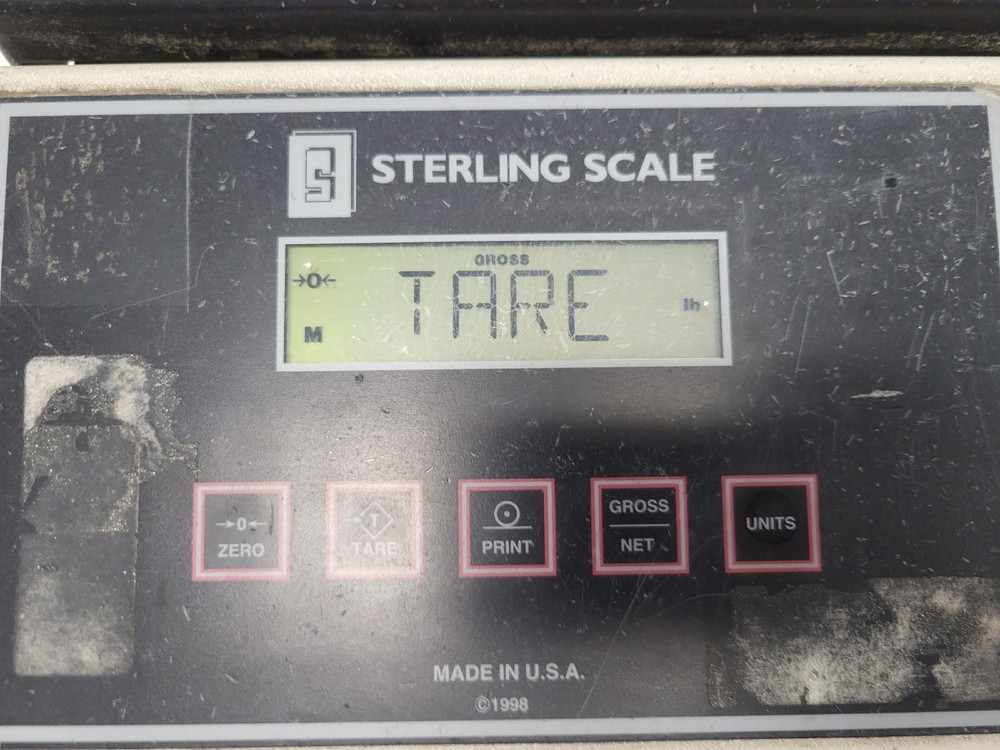 S STERLING SCALE
GROSS
→0←
TARE
lb
M
→0← T
GROSS
ZERO TARE PRINT NET UNITS
MADE IN U.S.A.
©1998